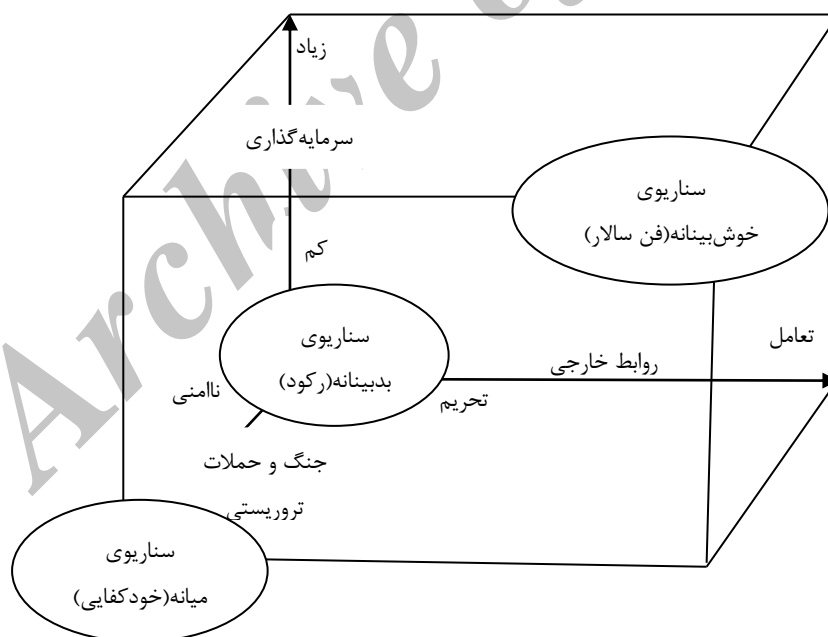 زیاد
سرمایه‌گذاری
سناریوی
خوش‌بینانه(فن سالار)
کم
سناریوی
بدبینانه(رکود)
تعامل
روابط خارجی
تحریم
ناامنی
جنگ و حملات
تروریستی
سناریوی
میانه(خودکفایی)
Archive